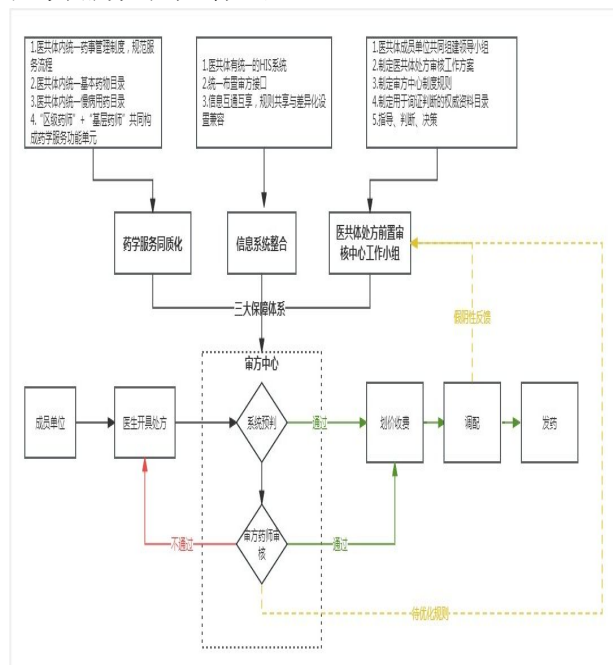 1.医共体内统一药事管理制度，规范服
务流程
2.医共体内统一基本药物目录
3.医共体内统一慢病用药目录
4.“区级药师”+“基层药师”共同构
成药学服务功能单元
1.医共体有统一的HIS系统
2.统一布置审方接口
3.信息互通互享，规则共享与差异化设
置兼容
1.医共体成员单位共同组建领导小组
2.制定医共体处方审核工作方案
3.制定审方中心制度规则
4.制定用于询证判断的权威资料目录
5.指导、判断、决策
药学服务同质化
信息系统整合
医共体处方前置审
核中心工作小组
三大保障体系
假阴性反馈
审方中心
成员单位
医生开具处方
系统预判
通过
划价收费
调配
发药
不通过
审方药师审
核
通过
待优化规则